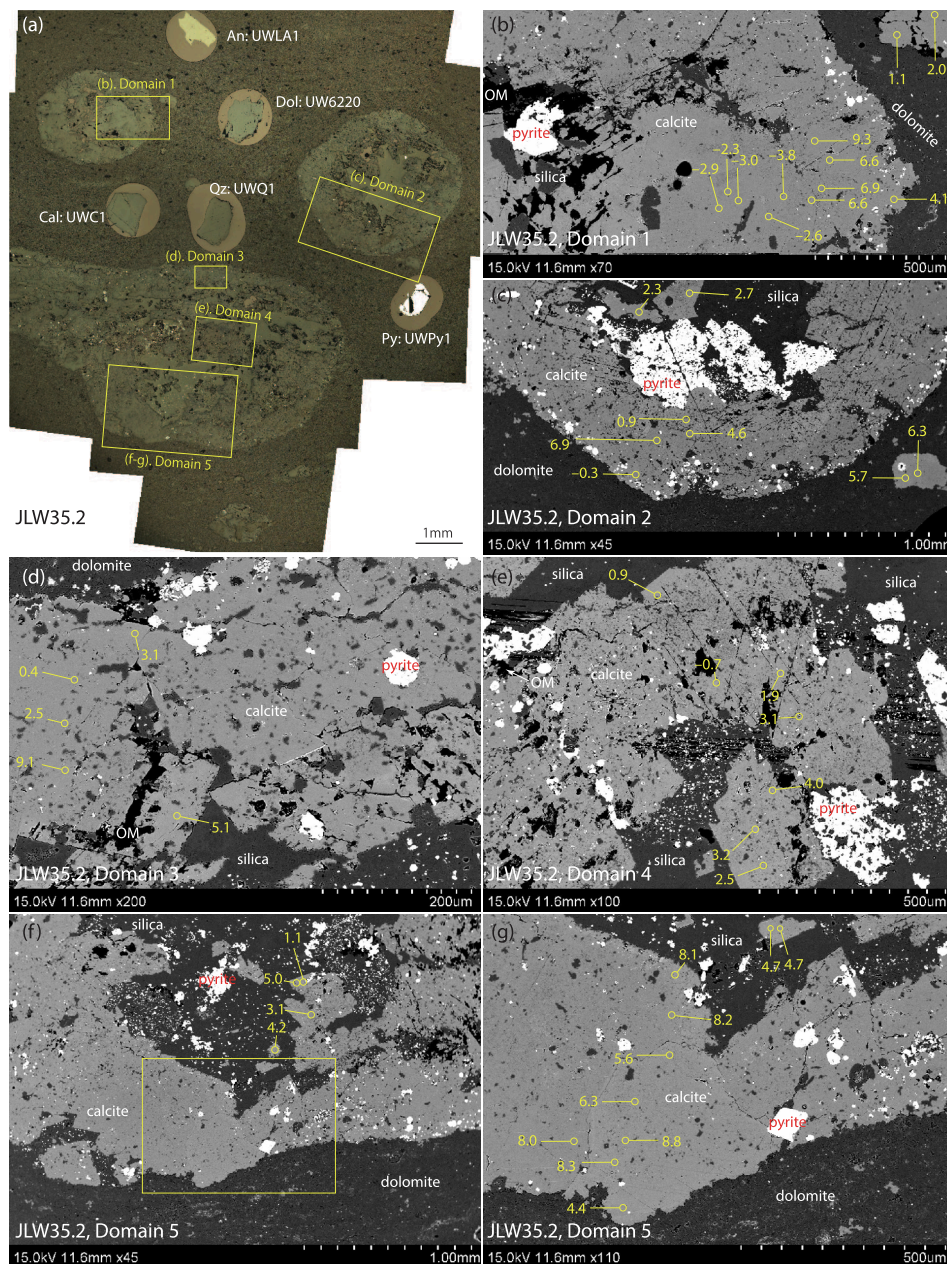 (a)
An: UWLA1
(b). Domain 1
Dol: UW6220
(c). Domain 2
Qz: UWQ1
Cal: UWC1
(d). Domain 3
(e). Domain 4
Py: UWPy1
(f-g). Domain 5
JLW35.2
1mm
(b)
2.0
1.1
OM
pyrite
calcite
dolomite
silica
9.3
−2.3
−3.8
6.6
−3.0
−2.9
6.9
4.1
6.6
−2.6
JLW35.2, Domain 1
15.0kV 11.6mm x70
500um
(c)
2.3
2.7
silica
calcite
pyrite
0.9
6.9
4.6
6.3
dolomite
−0.3
5.7
JLW35.2, Domain 2
15.0kV 11.6mm x45
1.00mm
(d)
dolomite
3.1
pyrite
0.4
calcite
2.5
9.1
OM
5.1
silica
JLW35.2, Domain 3
15.0kV 11.6mm x200
200um
(e)
silica
0.9
silica
OM
calcite
−0.7
1.9
3.1
4.0
pyrite
silica
−3.2
2.5
JLW35.2, Domain 4
15.0kV 11.6mm x100
500um
(f)
silica
1.1
pyrite
5.0
3.1
4.2
calcite
dolomite
JLW35.2, Domain 5
15.0kV 11.6mm x45
1.00mm
(g)
silica
8.1
4.7
4.7
8.2
5.6
6.3
calcite
pyrite
8.0
8.8
8.3
dolomite
4.4
JLW35.2, Domain 5
15.0kV 11.6mm x110
500um